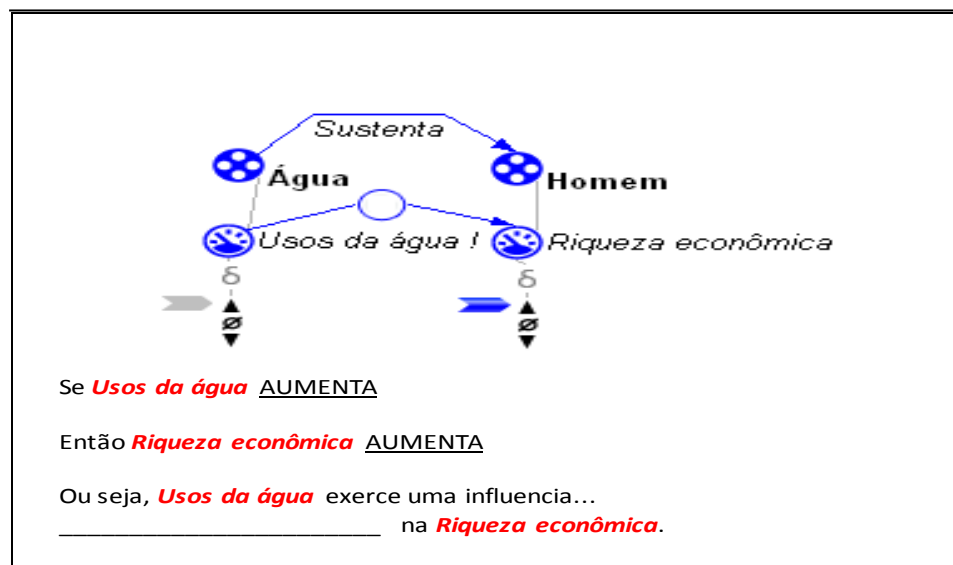 Sustenta
Água
Homem
Usos da água !
Riqueza econômica
δ
δ
ø
ø
Se Usos da água AUMENTA
Então Riqueza econômica AUMENTA
Ou seja, Usos da água exerce uma influencia...
_________________________ na Riqueza econômica.